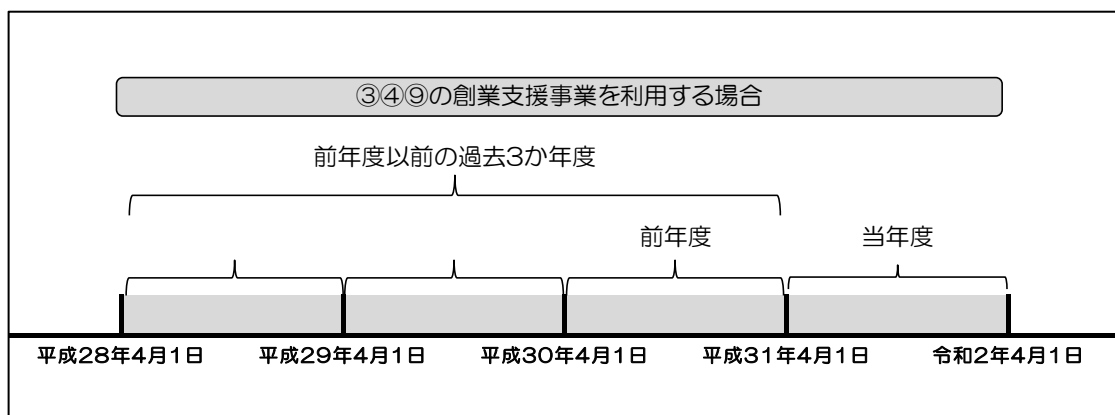 ③④⑨の創業支援事業を利用する場合
前年度以前の過去3か年度
前年度
当年度
平成28年4月1日
平成29年4月1日
平成30年4月1日
平成31年4月1日
令和2年4月1日